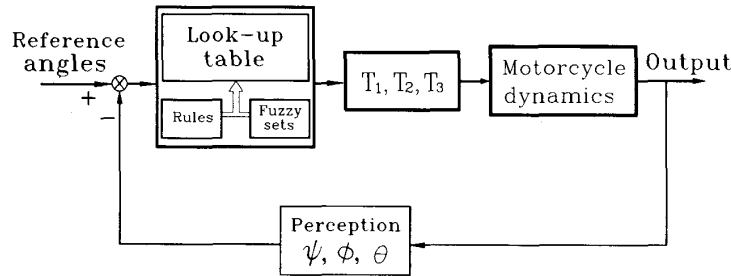 Reference
angles
+
−
Look-up
table
Rules
Fuzzy
sets
T₁, T₂, T₃
Motorcycle
dynamics
Output
Perception
ψ, ϕ, θ